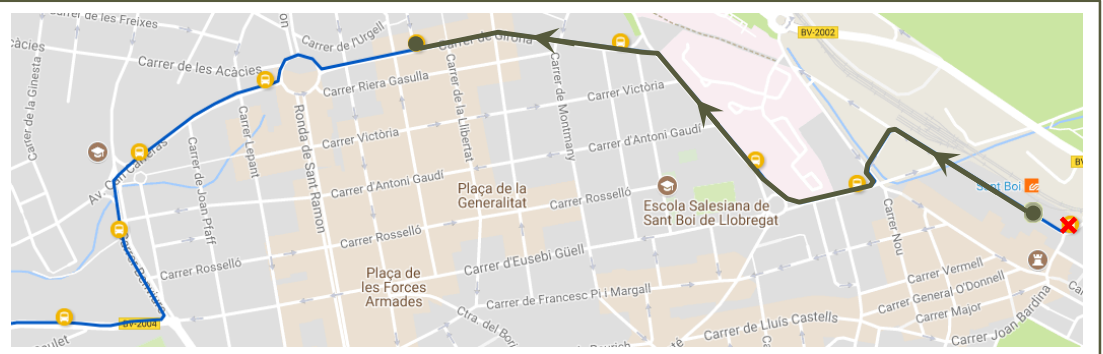 Carrer de les Freixes
Carrer de l'Urgell
Carrer de Girona
BV-2002
Carrer de les Acàcies
Carrer Riera Gasulla
Carrer de la Ginesta
Carrer Victòria
Carrer Victòria
Carrer de la Llibertat
Carrer de Montmany
Carrer Lepant
Ronda de Sant Ramon
Carrer d'Antoni Gaudí
Carrer d'Antoni Gaudí
Av. Can Carreras
Carrer de Joan Pfaff
Plaça de la
Generalitat
Carrer Rosselló
Escola Salesiana de
Sant Boi de Llobregat
Sant Boi
Carrer Nou
Carrer Rosselló
Carrer Rosselló
Carrer d'Eusebi Güell
Plaça de
les Forces
Armades
Carrer de Francesc Pi i Margall
Carrer Vermell
Carrer General O'Donnell
Carrer Major
Carrer Joan Bardina
Carrer de Lluís Castells
BV-2004